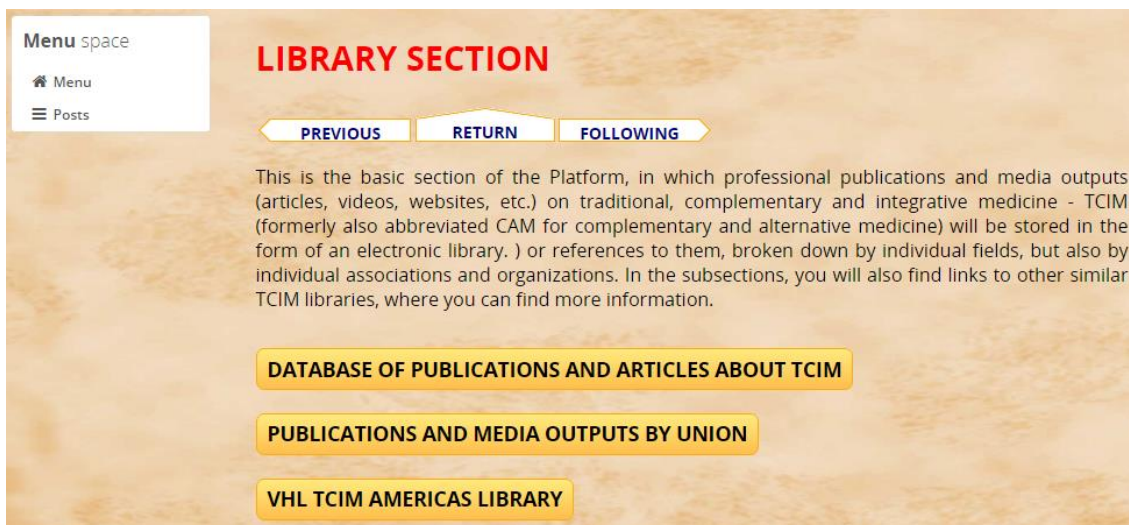 Menu space
Menu
Posts
LIBRARY SECTION
PREVIOUS
RETURN
FOLLOWING
This is the basic section of the Platform, in which professional publications and media outputs
(articles, videos, websites, etc.) on traditional, complementary and integrative medicine - TCIM
(formerly also abbreviated CAM for complementary and alternative medicine) will be stored in the
form of an electronic library. ) or references to them, broken down by individual fields, but also by
individual associations and organizations. In the subsections, you will also find links to other similar
TCIM libraries, where you can find more information.
DATABASE OF PUBLICATIONS AND ARTICLES ABOUT TCIM
PUBLICATIONS AND MEDIA OUTPUTS BY UNION
VHL TCIM AMERICAS LIBRARY